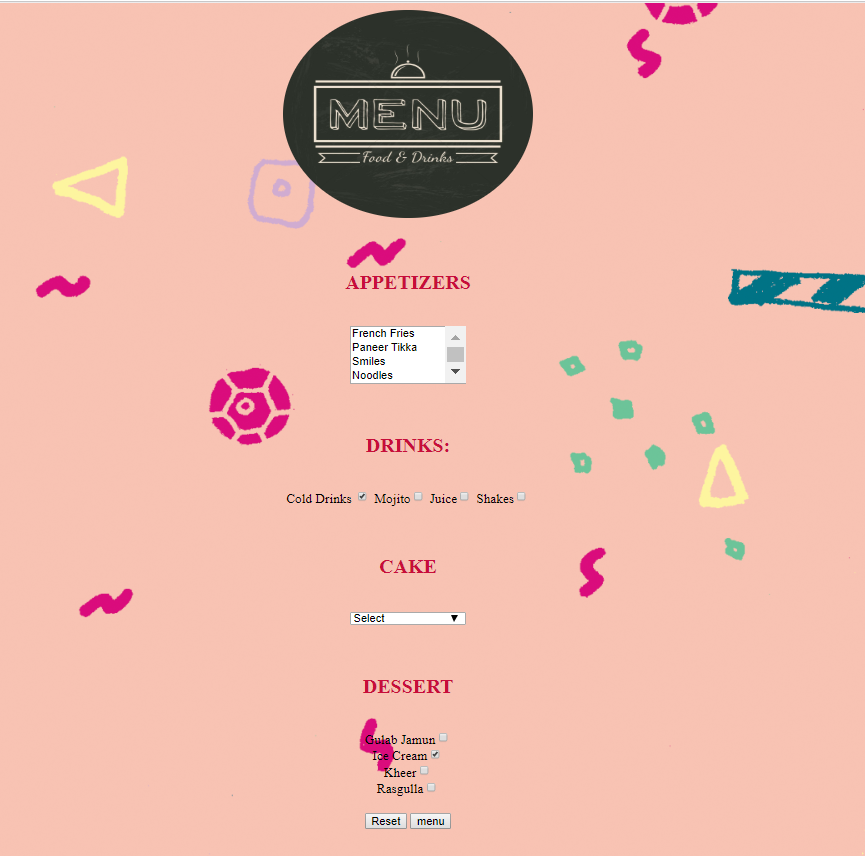 MENU
Food & Drinks
APPETIZERS
French Fries
Paneer Tikka
Smiles
Noodles
DRINKS:
Cold Drinks Mojito Juice Shakes
CAKE
Select
DESSERT
Gulab Jamun
Ice Cream
Kheer
Rasgulla
Reset menu